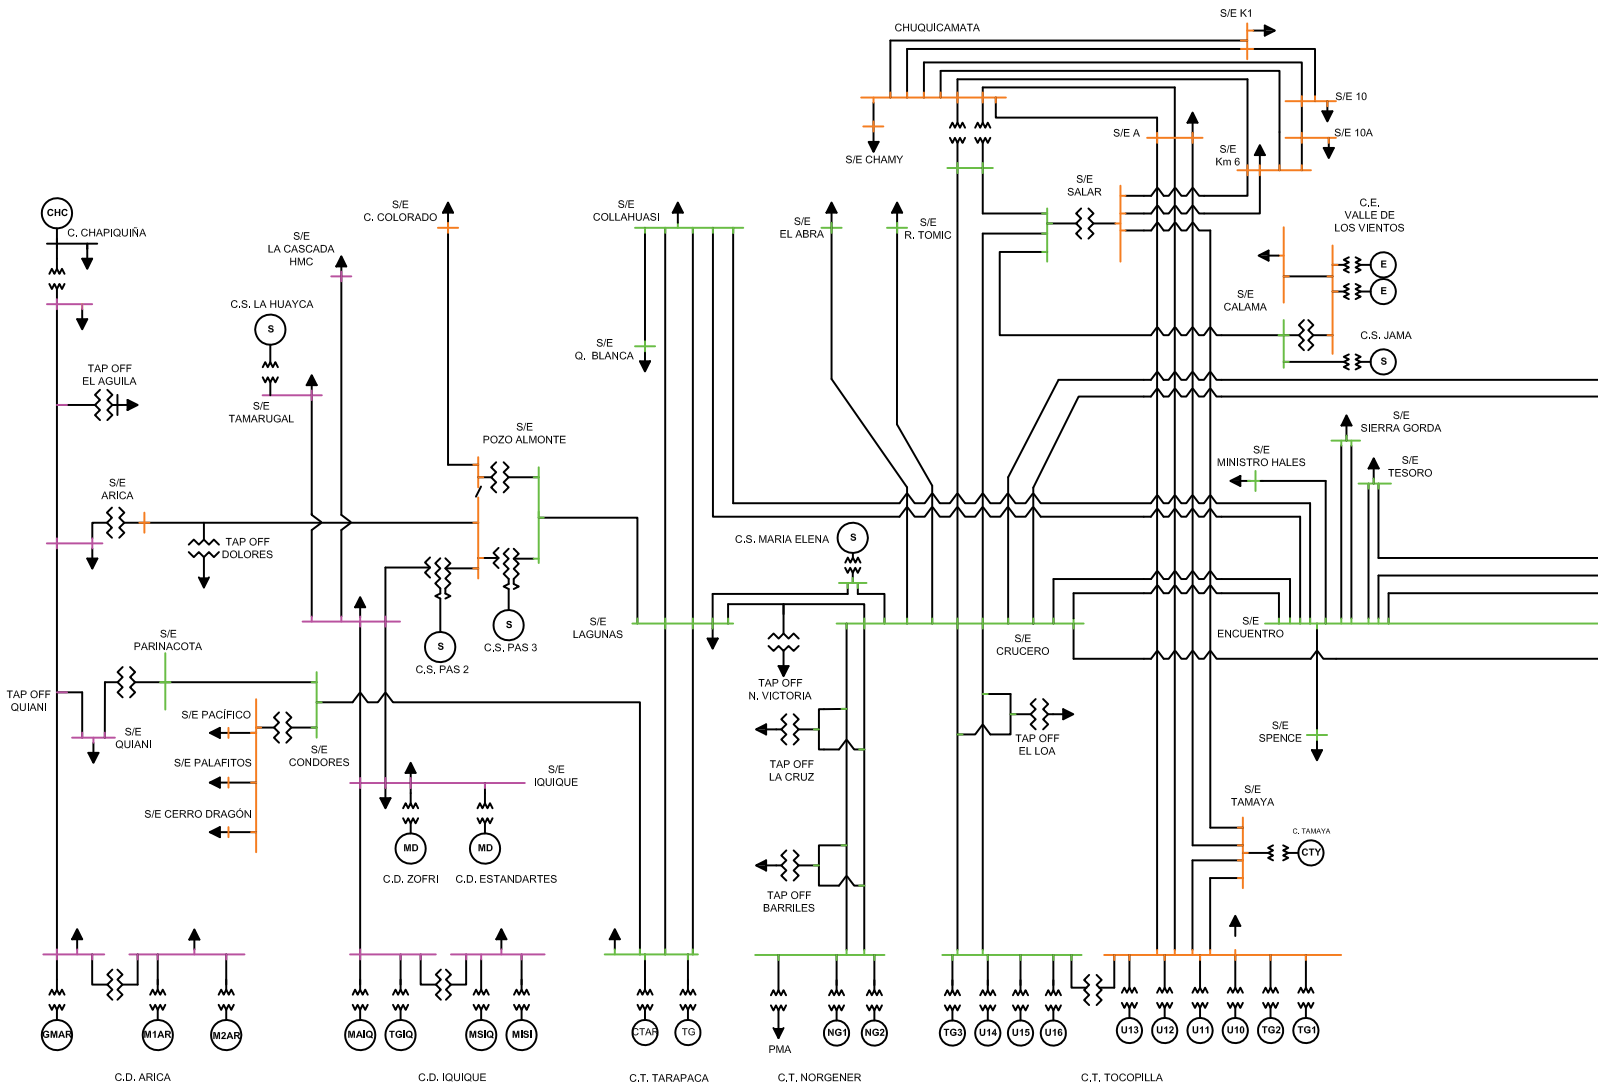 S/E K1
CHUQUICAMATA
S/E 10
S/E A
S/E 10A
S/E CHAMY
S/E
Km 6
S/E
SALAR
CHC
C. CHAPIQUIÑA
S/E
C. COLORADO
S/E
COLLAHUASI
S/E
EL ABRA
S/E
R. TOMIC
C.E.
VALLE DE
LOS VIENTOS
S/E
LA CASCADA
HMC
E
E
S/E
CALAMA
C.S. LA HUAYCA
S
S/E
Q. BLANCA
C.S. JAMA
S
TAP OFF
EL AGUILA
S/E
TAMARUGAL
S/E
POZO ALMONTE
S/E
SIERRA GORDA
S/E
MINISTRO HALES
S/E
TESORO
S/E
ARICA
TAP OFF
DOLORES
C.S. MARIA ELENA
S
S/E
LAGUNAS
S
C.S. PAS 3
S
C.S. PAS 2
S/E
CRUCERO
S/E
ENCUENTRO
S/E
PARINACOTA
TAP OFF
QUIANI
TAP OFF
N. VICTORIA
S/E PACÍFICO
S/E
QUIANI
S/E
CONDORES
TAP OFF
EL LOA
S/E
SPENCE
S/E PALAFITOS
S/E
IQUIQUE
TAP OFF
LA CRUZ
S/E CERRO DRAGÓN
S/E
TAMAYA
C. TAMAYA
CTY
MD
MD
C.D. ZOFRI
C.D. ESTANDARTES
TAP OFF
BARRILES
GMAR
M1AR
M2AR
MAIQ
TGIQ
MSIQ
MISI
CTAR
TG
PMA
NG1
NG2
TG3
U14
U15
U16
U13
U12
U11
U10
TG2
TG1
C.D. ARICA
C.D. IQUIQUE
C.T. TARAPACA
C.T. NORGENER
C.T. TOCOPILLA